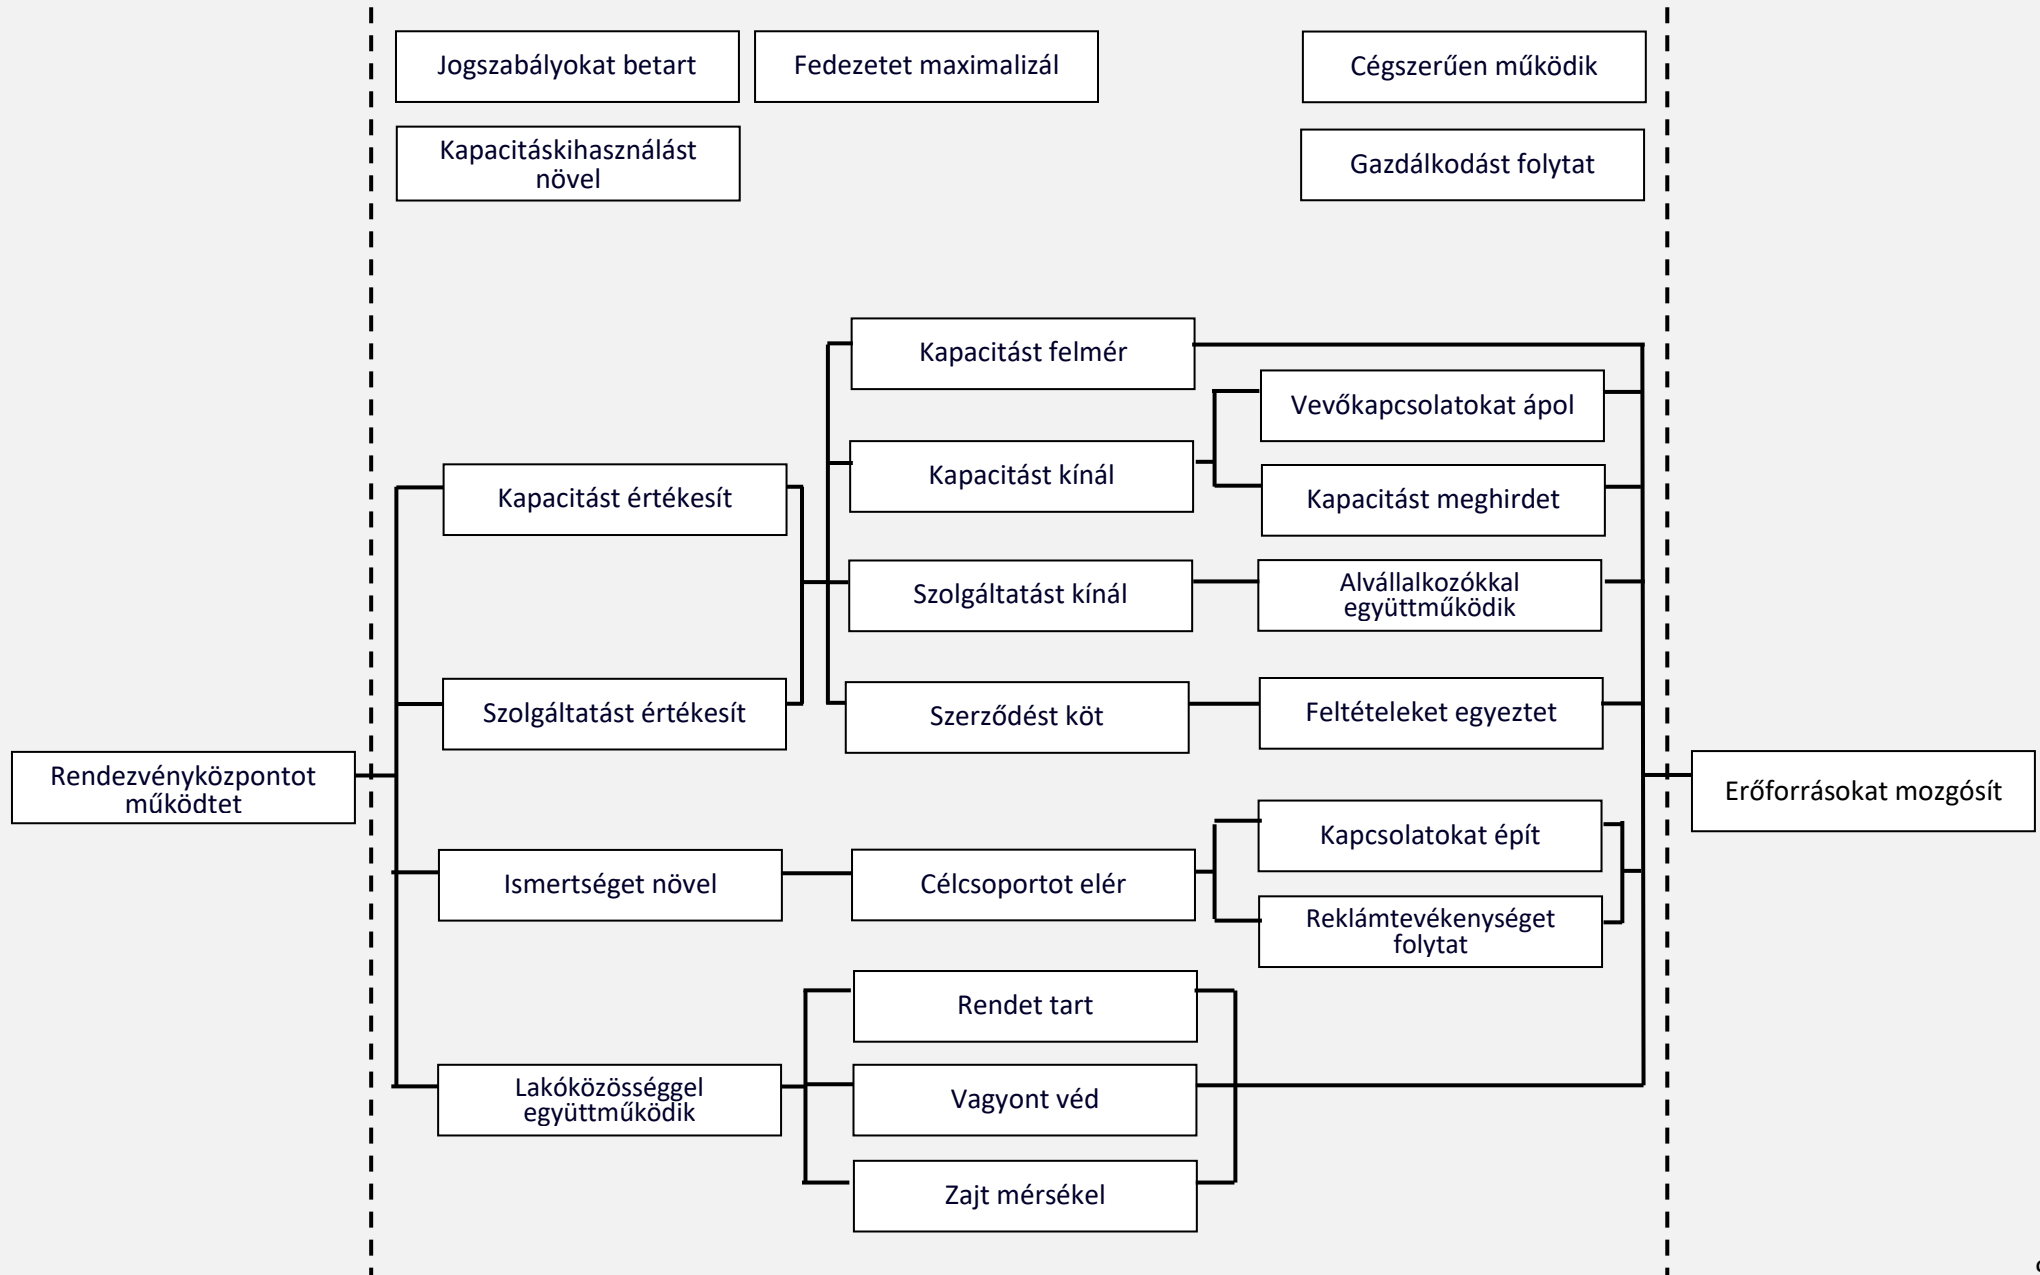 Jogszabályokat betart
Fedezetet maximalizál
Cégszerűen működik
Kapacitáskihasználást
növel
Gazdálkodást folytat
Kapacitást felmér
Vevőkapcsolatokat ápol
Kapacitást kínál
Kapacitást értékesít
Kapacitást meghirdet
Szolgáltatást kínál
Alvállalkozókkal
együttműködik
Szolgáltatást értékesít
Szerződést köt
Feltételeket egyeztet
Rendezvényközpontot
működtet
Erőforrásokat mozgósít
Kapcsolatokat épít
Ismertséget növel
Célcsoportot elér
Reklámtevékenységet
folytat
Rendet tart
Lakóközösséggel
együttműködik
Vagyont véd
Zajt mérsékel